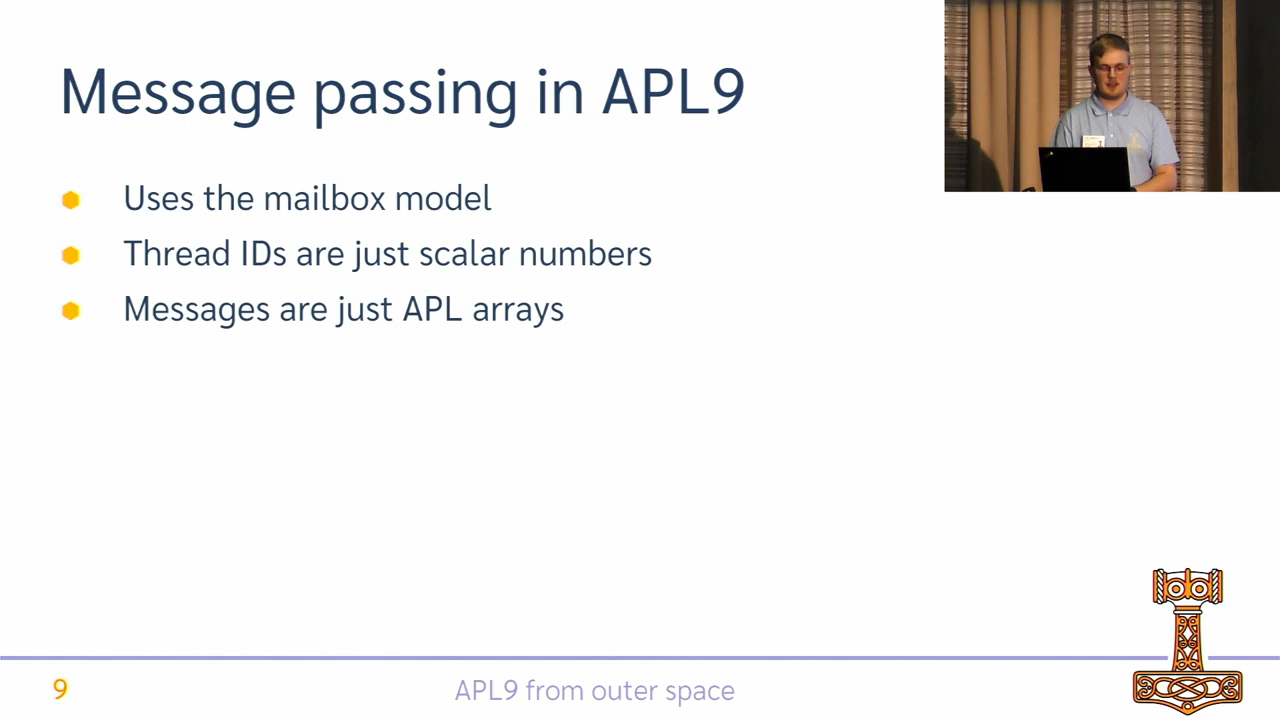 Message passing in APL9
Uses the mailbox model
Thread IDs are just scalar numbers
Messages are just APL arrays
9
APL9 from outer space